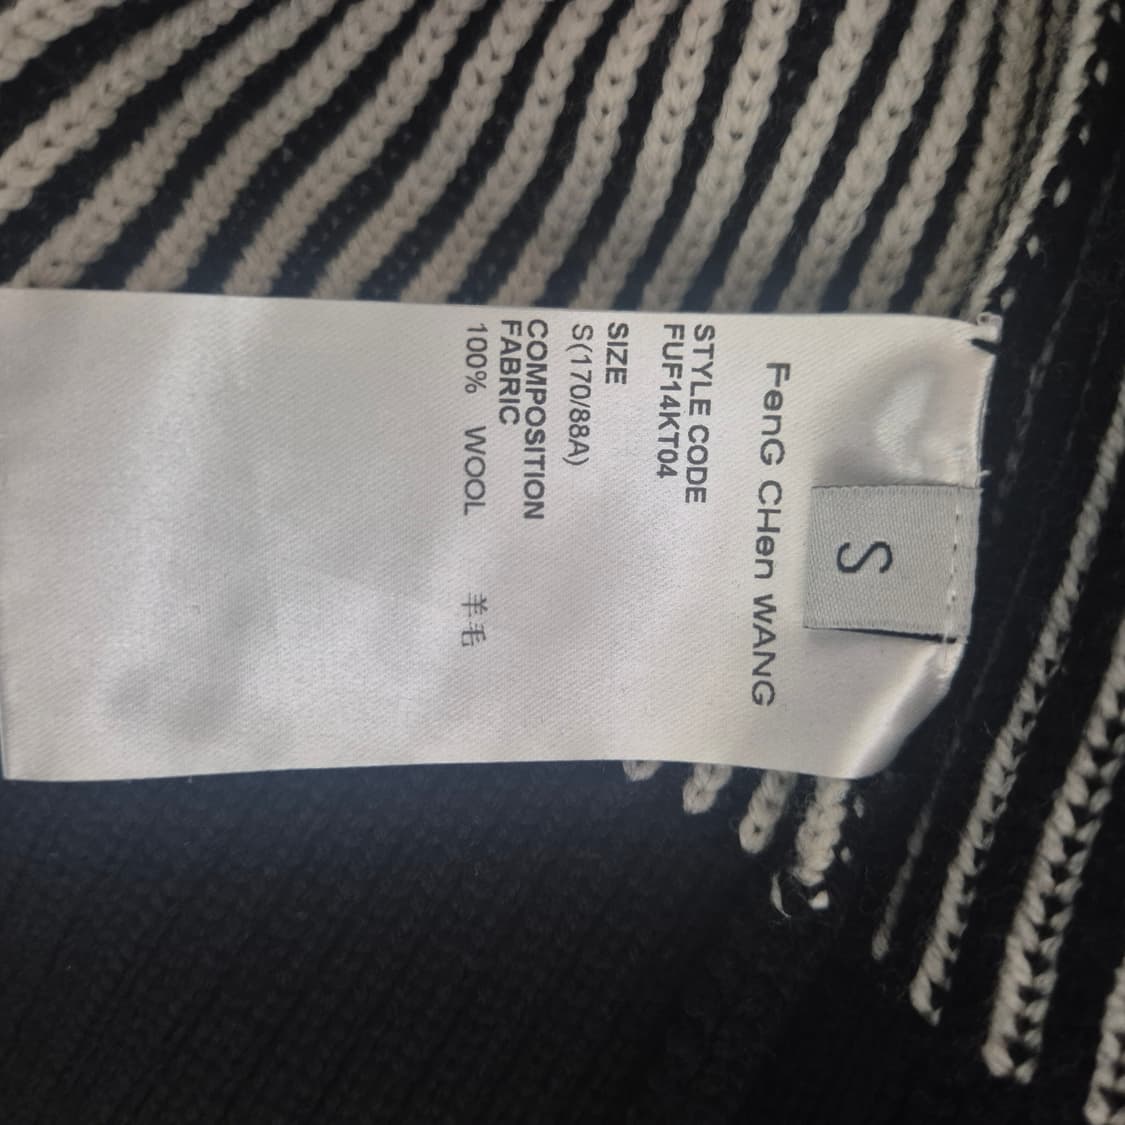 S
FenG CHen WANG
STYLE CODE
FUF14KT04
SIZE
S(170/88A)
COMPOSITION
FABRIC
100% WOOL 羊毛